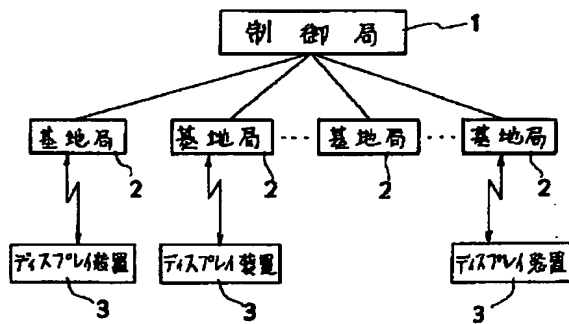 制御局 1
基地局 基地局 基地局 基地局
2 2 2 2
ディスプレイ装置 ディスプレイ装置 ディスプレイ装置
3 3 3